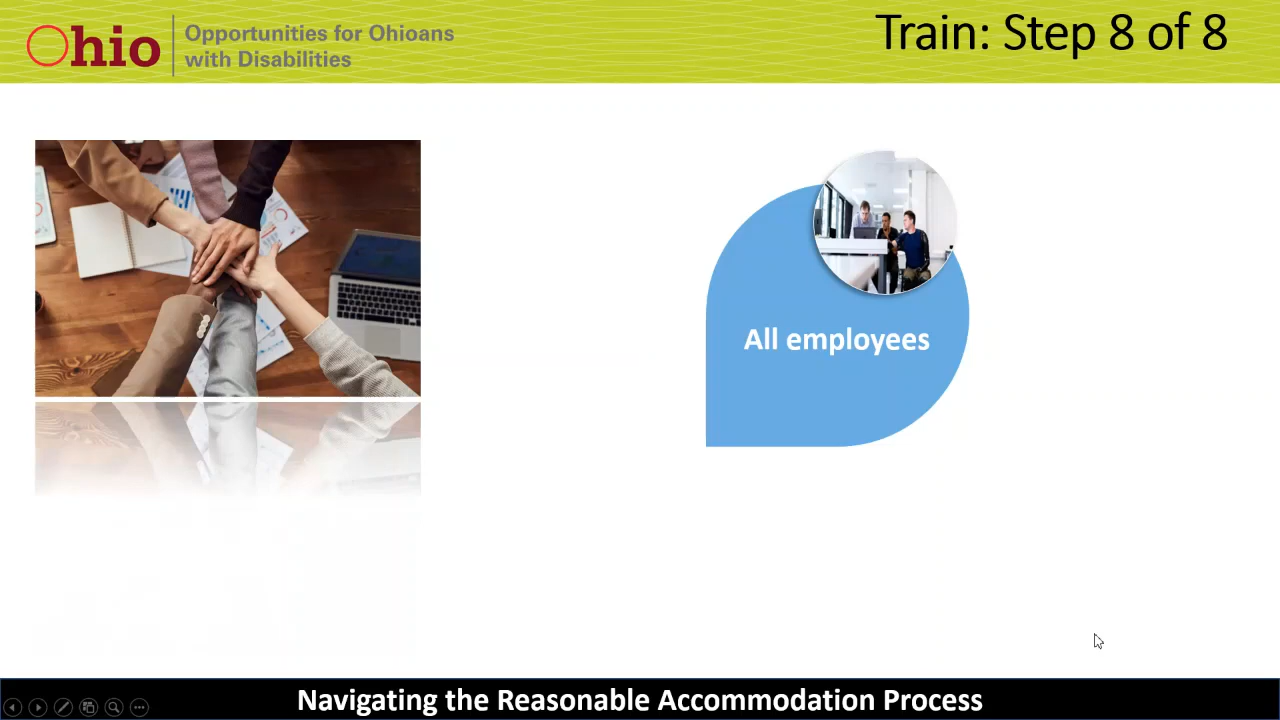 Ohio
Opportunities for Ohioans
with Disabilities
Train: Step 8 of 8
All employees
Navigating the Reasonable Accommodation Process